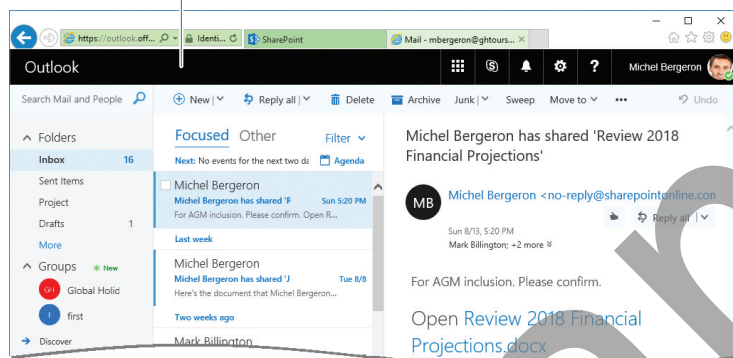 https://outlook.off...
Identi...
SharePoint
Mail - mbergeron@ghtours...
Outlook
?
Michel Bergeron
Search Mail and People
New
Reply all
Delete
Archive
Junk
Sweep
Move to
...
Undo
Folders
Inbox 16
Sent Items
Project
Drafts 1
More
Groups
New
GH Global Holid
f first
Discover
Focused Other Filter
Next: No events for the next two da Agenda
Michel Bergeron
Michel Bergeron has shared 'F Sun 5:20 PM
For AGM inclusion. Please confirm. Open R...
Last week
Michel Bergeron
Michel Bergeron has shared 'J Tue 8/8
Here's the document that Michel Bergeron...
Two weeks ago
Mark Billington
Michel Bergeron has shared 'Review 2018
Financial Projections'
MB
Michel Bergeron <no-reply@sharepointonline.con
Reply all
Sun 8/13, 5:20 PM
Mark Billington; +2 more
For AGM inclusion. Please confirm.
Open Review 2018 Financial
Projections.docx